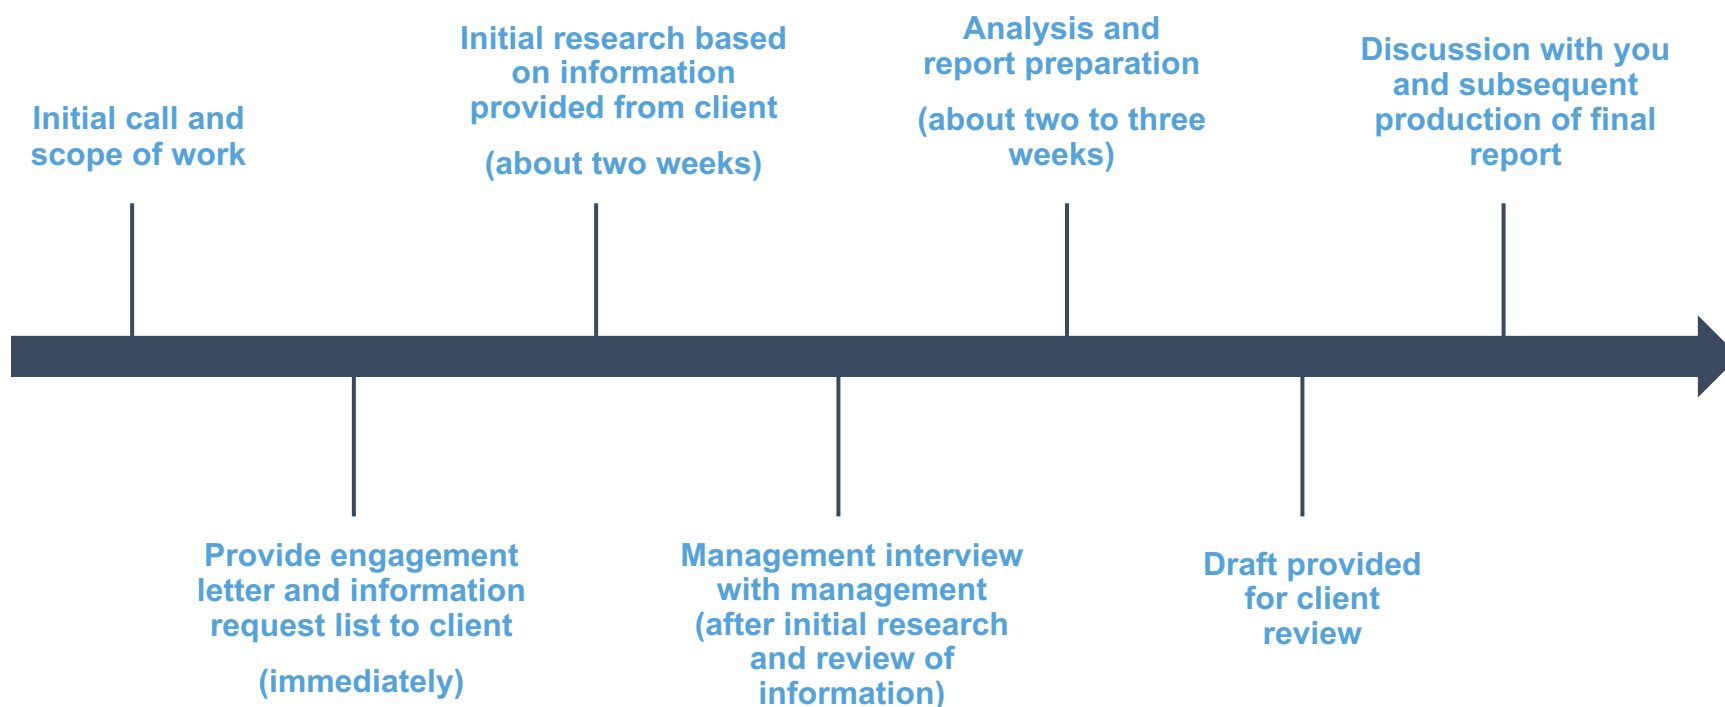 Initial call and
scope of work
Provide engagement
letter and information
request list to client
(immediately)
Initial research based
on information
provided from client
(about two weeks)
Management interview
with management
(after initial research
and review of
information)
Analysis and
report preparation
(about two to three
weeks)
Draft provided
for client
review
Discussion with you
and subsequent
production of final
report